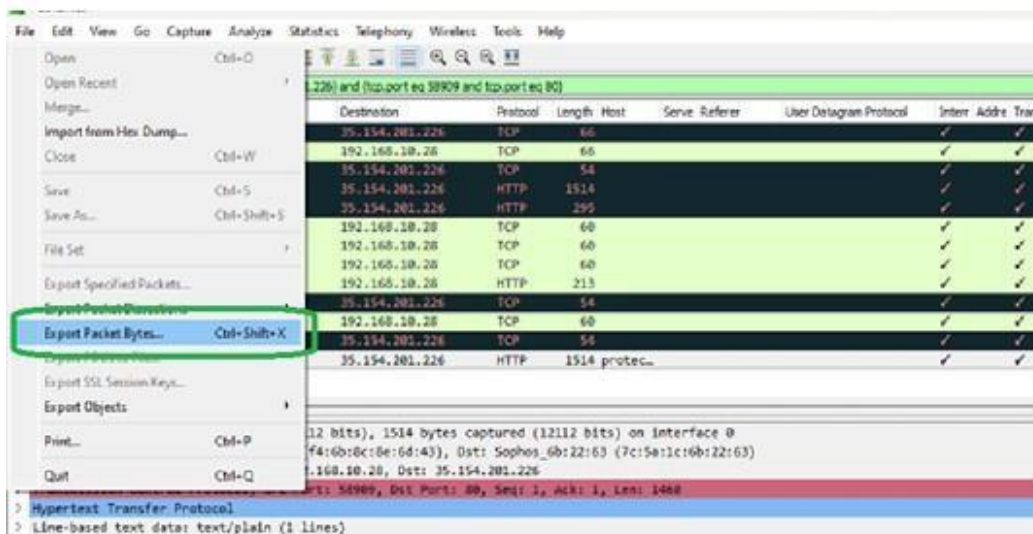 File Edit View Go Capture Analyze Statistics Telephony Wireless Tools Help
Open Ctrl-O
Open Recent
Merge...
Import from Hex Dump...
Close Ctrl-W
Save Ctrl-S
Save As... Ctrl-Shift-S
File Set
Export Specified Packets...
Export Packet Dissections
Export Packet Bytes... Ctrl-Shift-X
Export SSL Session Keys...
Export Objects
Print... Ctrl-P
Quit Ctrl-Q
.226) and (tcp.port eq 58909 and tcp.port eq 80)
Destination Protocol Length Host Serve Referer User Datagram Protocol Interr Addre Tra
35.154.201.226 TCP 66
192.168.10.28 TCP 66
35.154.201.226 TCP 54
35.154.201.226 HTTP 1514
35.154.201.226 HTTP 295
192.168.10.28 TCP 60
192.168.10.28 TCP 60
192.168.10.28 TCP 60
192.168.10.28 HTTP 213
35.154.201.226 TCP 54
192.168.10.28 TCP 60
35.154.201.226 TCP 54
35.154.201.226 HTTP 1514 protec...
12 bits), 1514 bytes captured (12112 bits) on interface 0
f4:6b:8c:8e:6d:43), Dst: Sophos_6b:22:63 (7c:5a:1c:6b:22:63)
.168.10.28, Dst: 35.154.201.226
Port: 58909, Dst Port: 80, Seq: 1, Ack: 1, Len: 1460
> Hypertext Transfer Protocol
> Line-based text data: text/plain (1 lines)